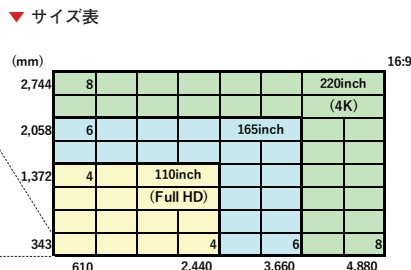 ▼ サイズ表
(mm)
16:9
2,744 8 220inch
(4K)
2,058 6 165inch
1,372 4 110inch
(Full HD)
343 4 6 8
610 2,440 3,660 4,880